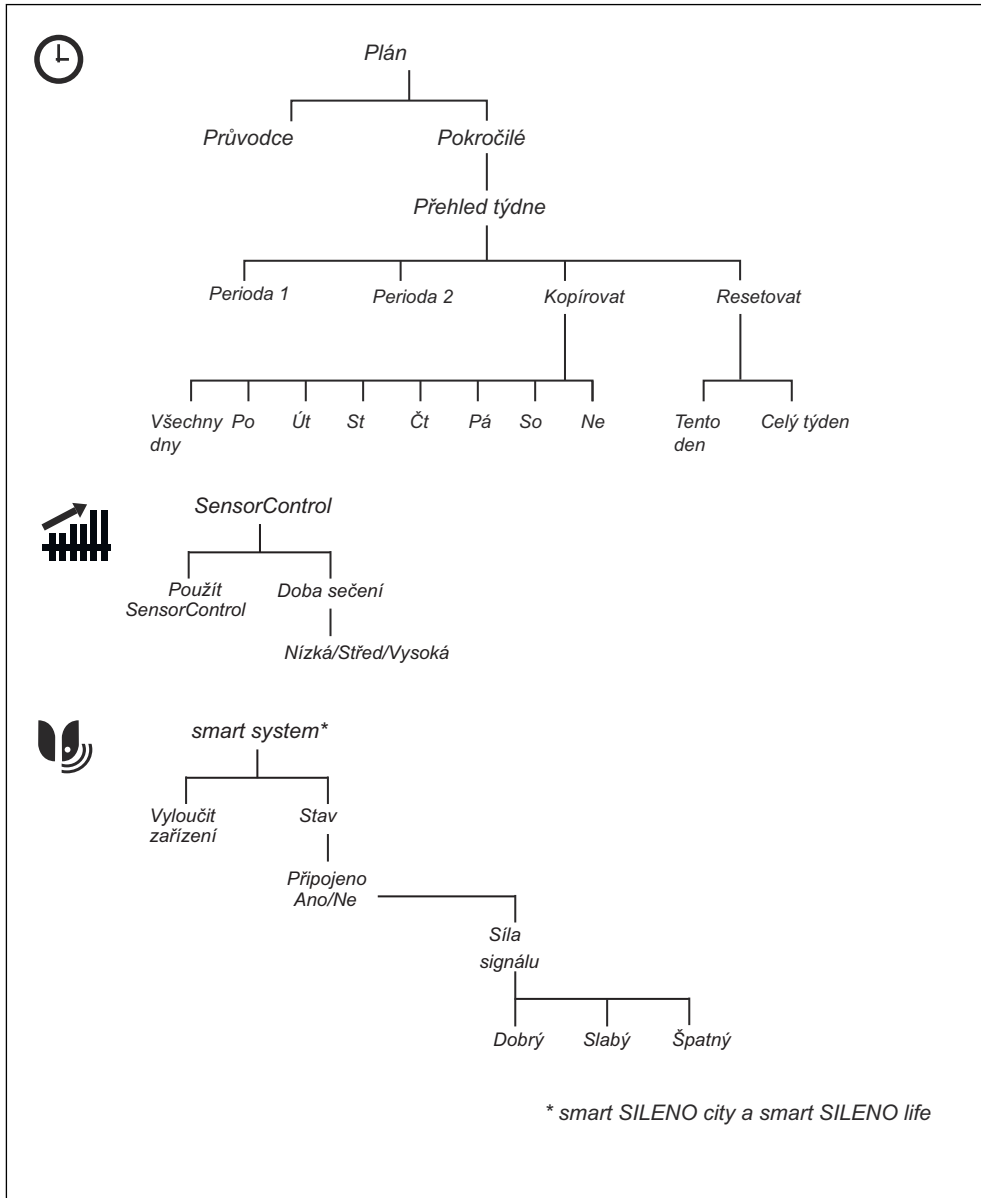 Plán
Průvodce Pokročilé
Přehled týdne
Perioda 1 Perioda 2 Kopírovat Resetovat
Všechny dny Po Út St Čt Pá So Ne Tento den Celý týden
SensorControl
Použít SensorControl Doba sečení
Nízká/Střed/Vysoká
smart system*
Vyloučit zařízení Stav
Připojeno
Ano/Ne
Síla
signálu
Dobrý Slabý Špatný
* smart SILENO city a smart SILENO life